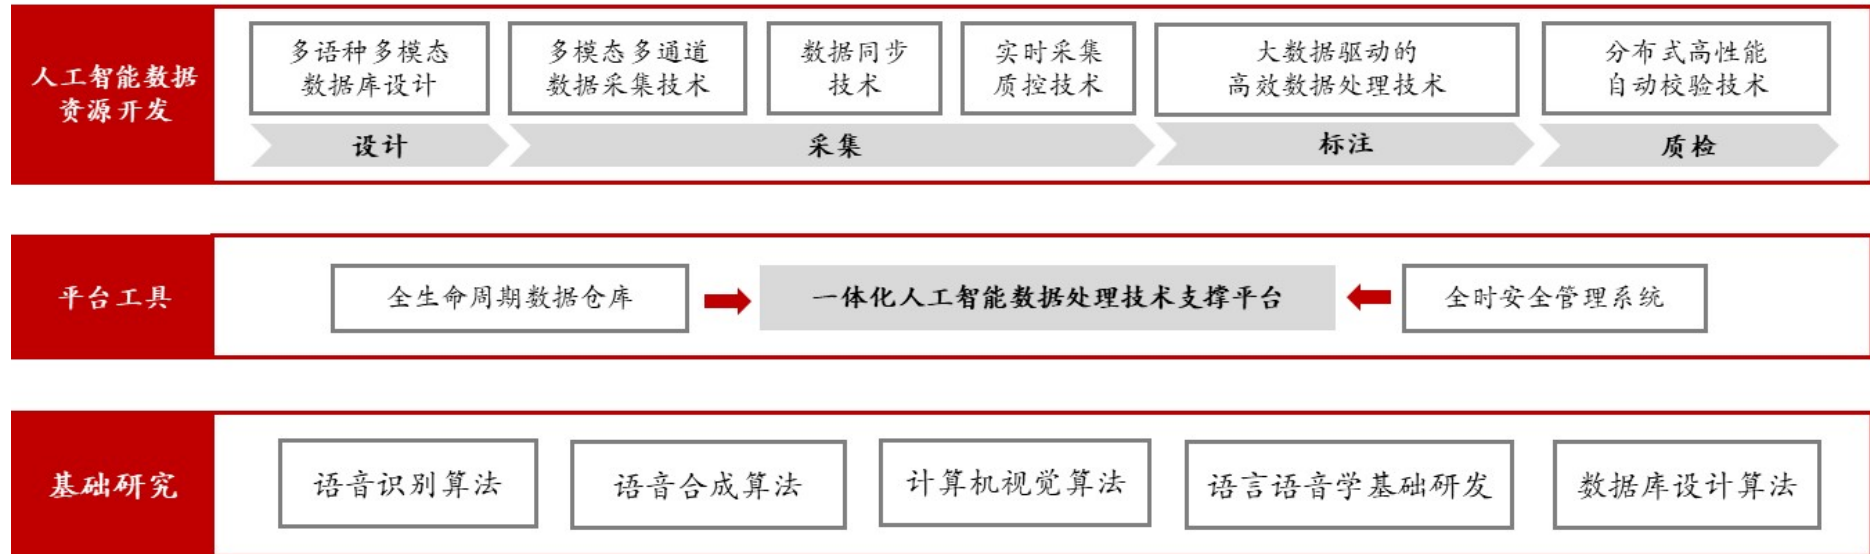 人工智能数据
资源开发
多语种多模态
数据库设计
多模态多通道
数据采集技术
数据同步
技术
实时采集
质控技术
大数据驱动的
高效数据处理技术
分布式高性能
自动校验技术
设计
采集
标注
质检
平台工具
全生命周期数据仓库
一体化人工智能数据处理技术支撑平台
全时安全管理系统
基础研究
语音识别算法
语音合成算法
计算机视觉算法
语言语音学基础研发
数据库设计算法